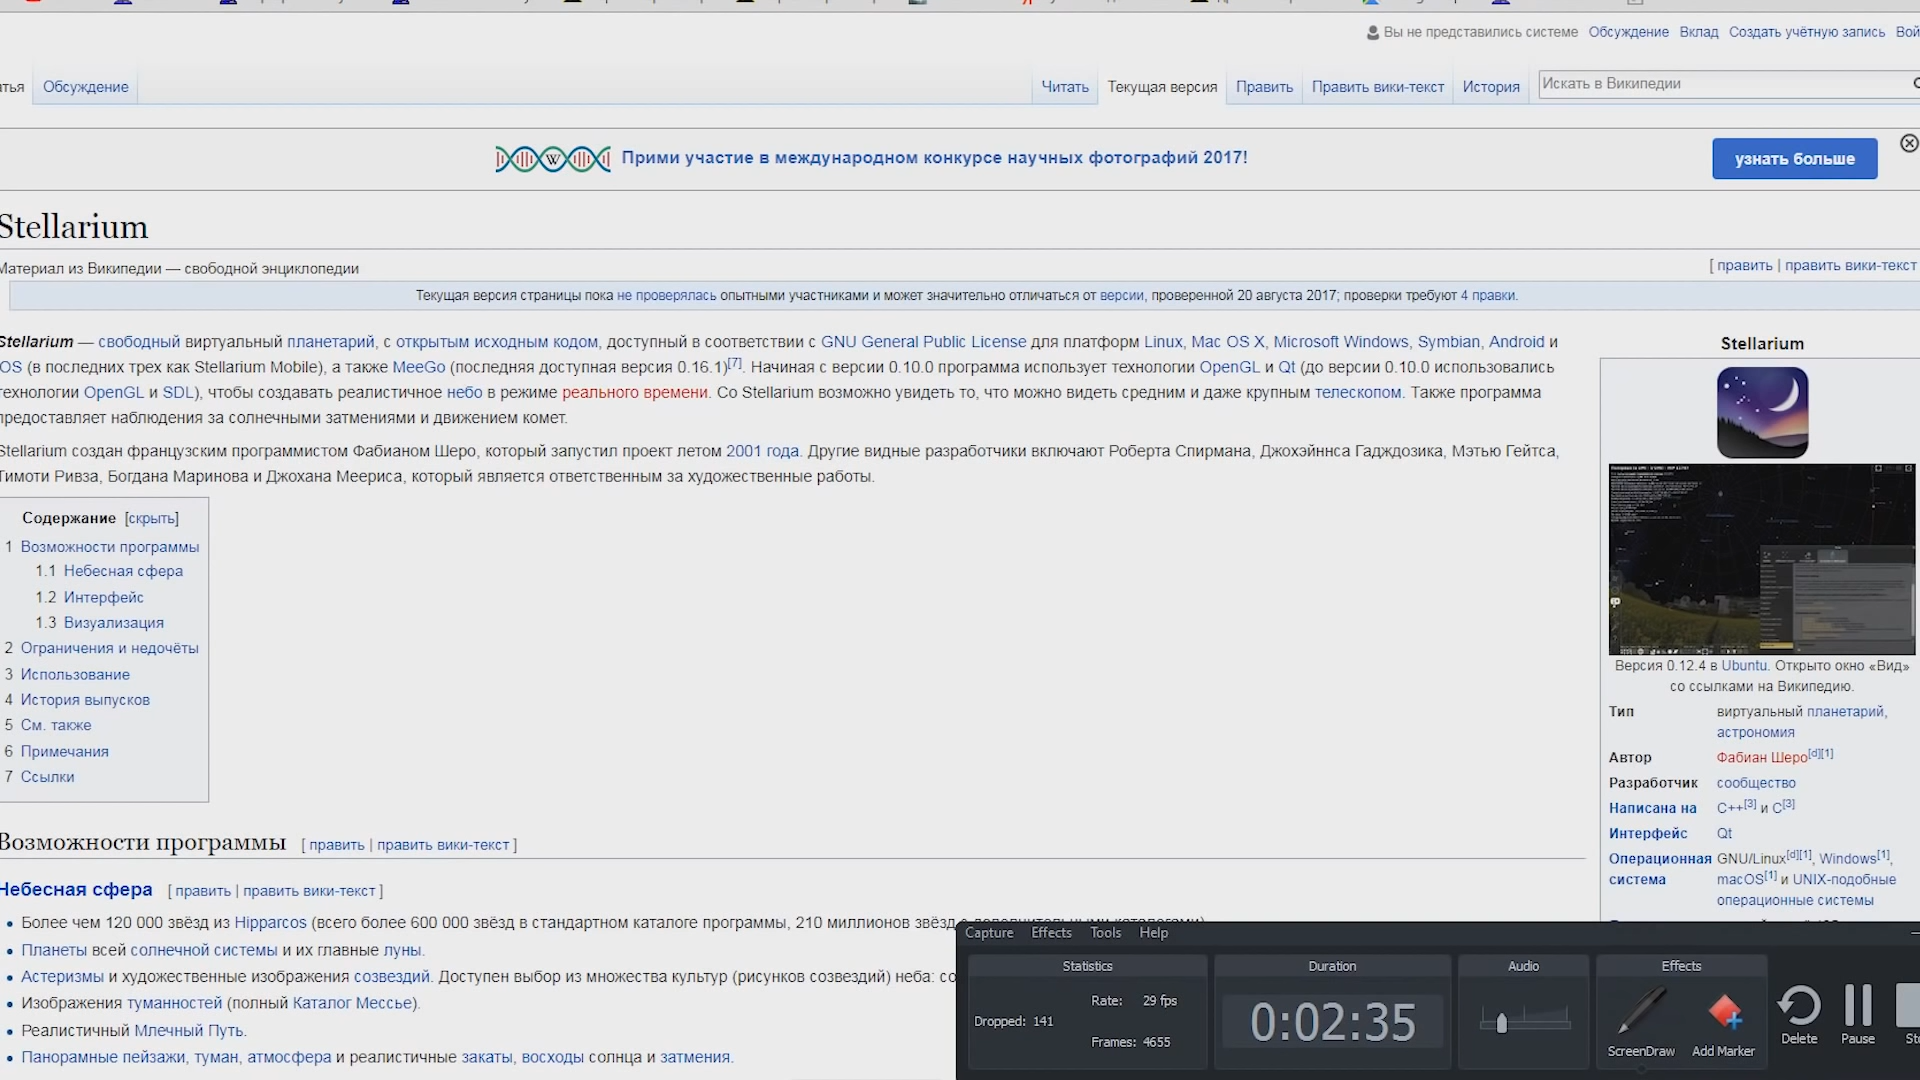 Вы не представились системе Обсуждение Вклад Создать учётную запись
Обсуждение Читать Текущая версия Править Править вики-текст История Искать в Википедии
Прими участие в международном конкурсе научных фотографий 2017! узнать больше
Stellarium
Материал из Википедии — свободной энциклопедии [ править | править вики-текст
Текущая версия страницы пока не проверялась опытными участниками и может значительно отличаться от версии, проверенной 20 августа 2017; проверки требуют 4 правки.
Stellarium — свободный виртуальный планетарий, с открытым исходным кодом, доступный в соответствии с GNU General Public License для платформ Linux, Mac OS X, Microsoft Windows, Symbian, Android и
iOS (в последних трех как Stellarium Mobile), а также MeeGo (последняя доступная версия 0.16.1)[7]. Начиная с версии 0.10.0 программа использует технологии OpenGL и Qt (до версии 0.10.0 использовались
технологии OpenGL и SDL), чтобы создавать реалистичное небо в режиме реального времени. Со Stellarium возможно увидеть то, что можно видеть средним и даже крупным телескопом. Также программа
предоставляет наблюдения за солнечными затмениями и движением комет.
Stellarium создан французским программистом Фабианом Шеро, который запустил проект летом 2001 года. Другие видные разработчики включают Роберта Спирмана, Джохэйннса Гадждозика, Мэтью Гейтса,
Тимоти Ривза, Богдана Маринова и Джохана Меериса, который является ответственным за художественные работы.
Содержание [скрыть]
1 Возможности программы
1.1 Небесная сфера
1.2 Интерфейс
1.3 Визуализация
2 Ограничения и недочёты
3 Использование
4 История выпусков
5 См. также
6 Примечания
7 Ссылки
Возможности программы [ править | править вики-текст ]
Небесная сфера [ править | править вики-текст ]
Более чем 120 000 звёзд из Hipparcos (всего более 600 000 звёзд в стандартном каталоге программы, 210 миллионов звёзд с дополнительными каталогами).
Планеты всей солнечной системы и их главные луны.
Астеризмы и художественные изображения созвездий. Доступен выбор из множества культур (рисунков созвездий) неба:
Изображения туманностей (полный Каталог Мессье).
Реалистичный Млечный Путь.
Панорамные пейзажи, туман, атмосфера и реалистичные закаты, восходы солнца и затмения.
Stellarium
Версия 0.12.4 в Ubuntu. Открыто окно «Вид»
со ссылками на Википедию.
Тип виртуальный планетарий,
астрономия
Автор Фабиан Шеро[d][1]
Разработчик сообщество
Написана на C++[3] и C[3]
Интерфейс Qt
Операционная GNU/Linux[d][1], Windows[1],
система macOS[1] и UNIX-подобные
операционные системы
Capture Effects Tools Help
Statistics Duration Audio Effects
Rate: 29 fps
Dropped: 141
Frames: 4655
0:02:35
ScreenDraw Add Marker Delete Pause